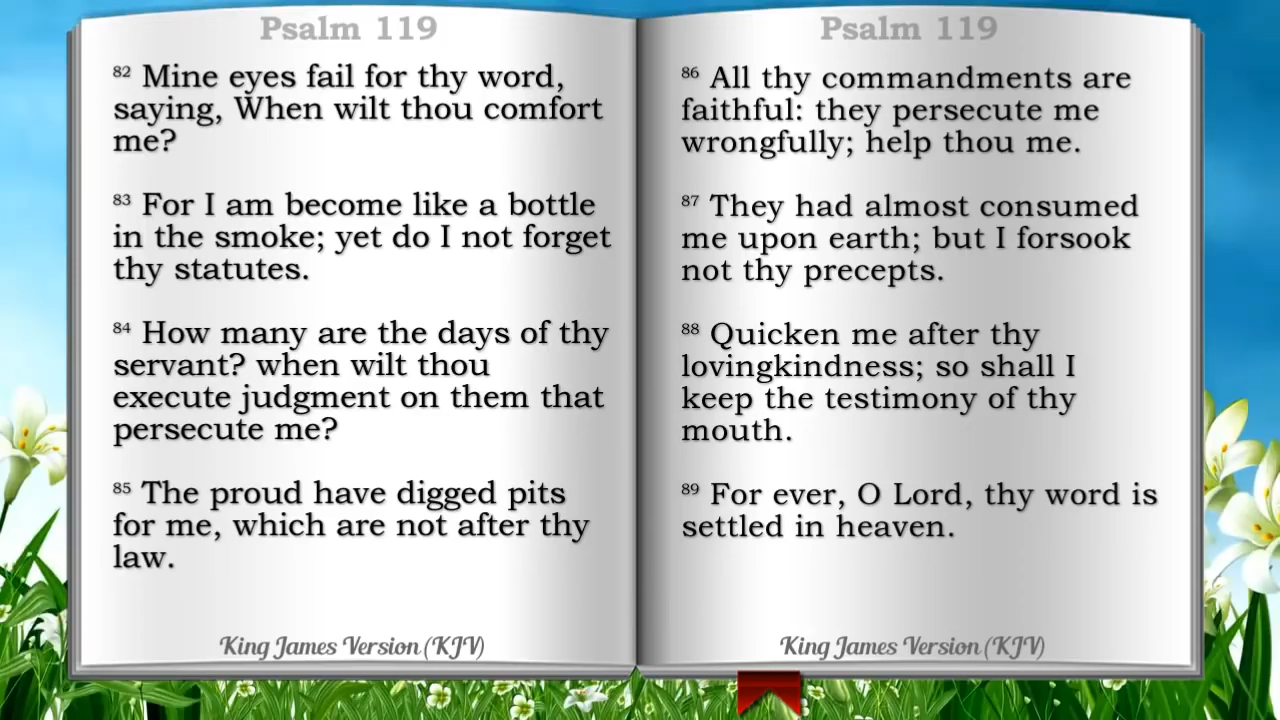 Psalm 119
82 Mine eyes fail for thy word,
saying, When wilt thou comfort
me?
83 For I am become like a bottle
in the smoke; yet do I not forget
thy statutes.
84 How many are the days of thy
servant? when wilt thou
execute judgment on them that
persecute me?
85 The proud have digged pits
for me, which are not after thy
law.
King James Version (KJV)
Psalm 119
86 All thy commandments are
faithful: they persecute me
wrongfully; help thou me.
87 They had almost consumed
me upon earth; but I forsook
not thy precepts.
88 Quicken me after thy
lovingkindness; so shall I
keep the testimony of thy
mouth.
89 For ever, O Lord, thy word is
settled in heaven.
King James Version (KJV)